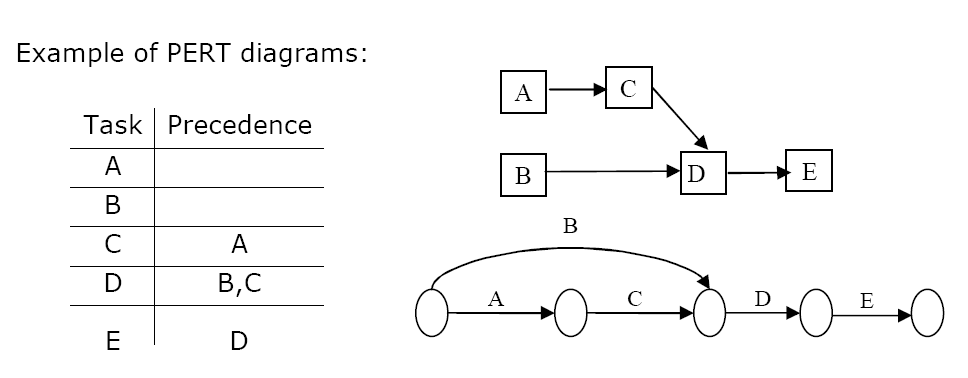 Example of PERT diagrams:
Task Precedence
A
B
C A
D B,C
E D
A C
B D E
B
A C D E